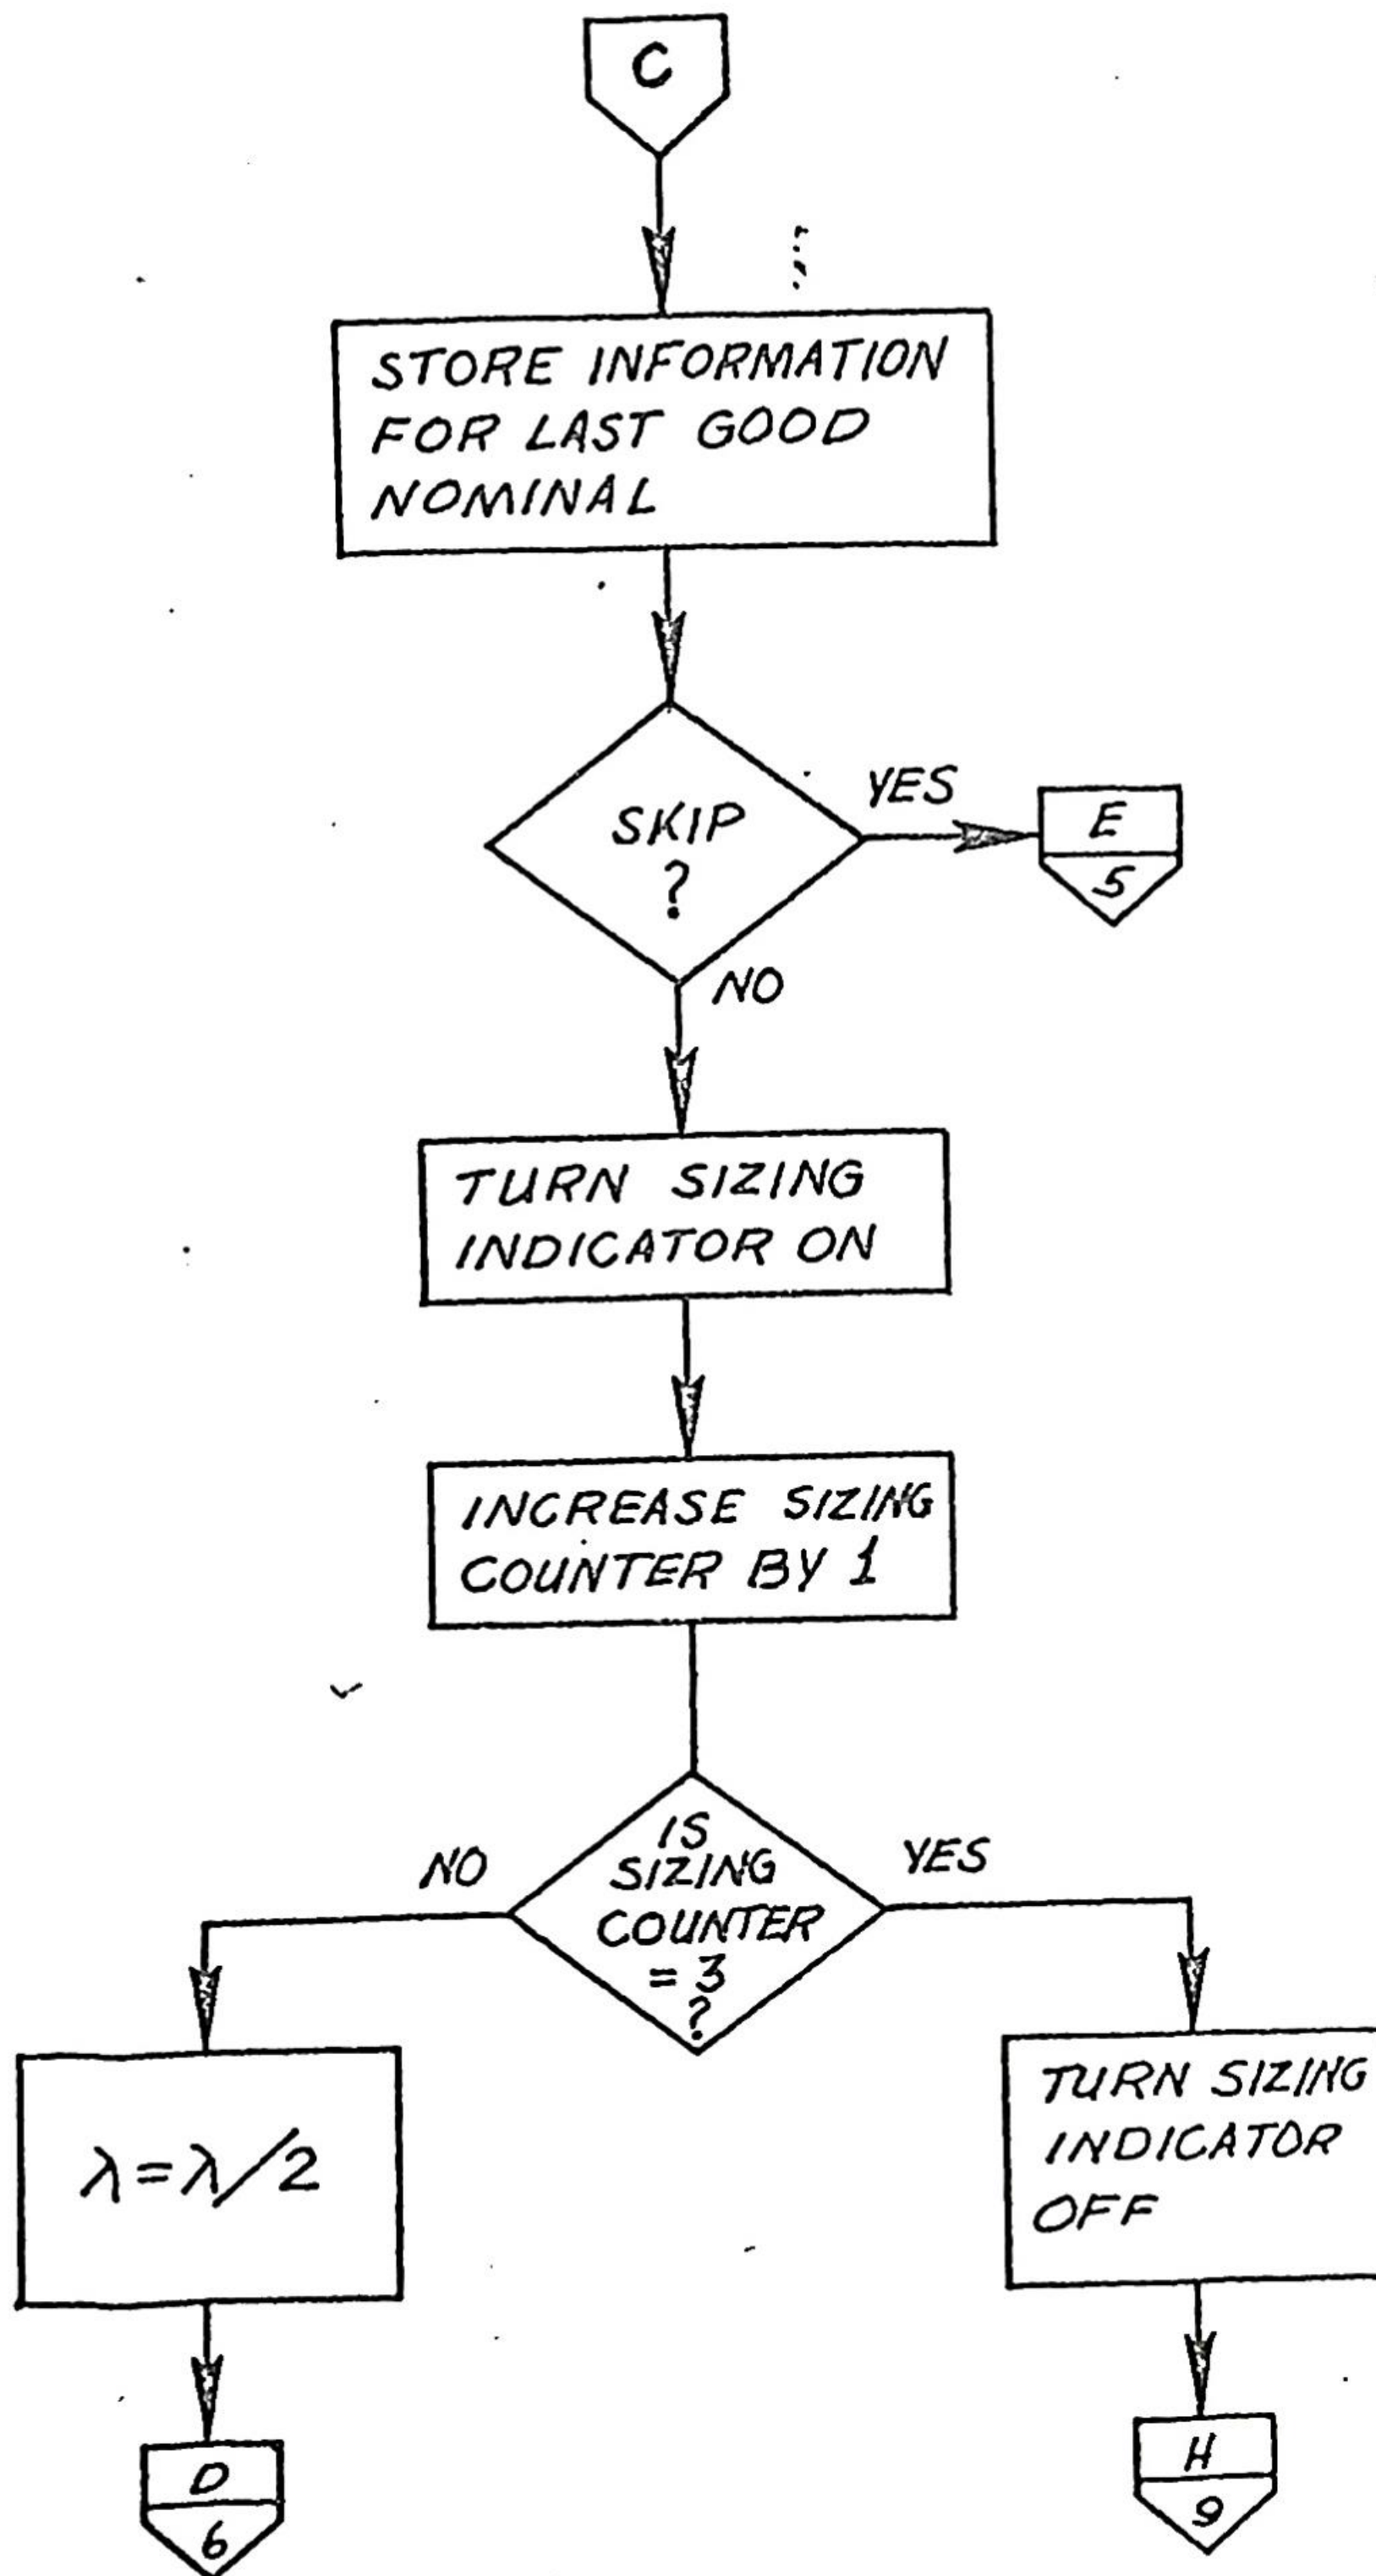 C
STORE INFORMATION
FOR LAST GOOD
NOMINAL
SKIP
?
YES
E
5
NO
TURN SIZING
INDICATOR ON
INCREASE SIZING
COUNTER BY 1
IS
SIZING
COUNTER
= 3
?
NO
YES
λ=λ/2
TURN SIZING
INDICATOR
OFF
D
6
H
9